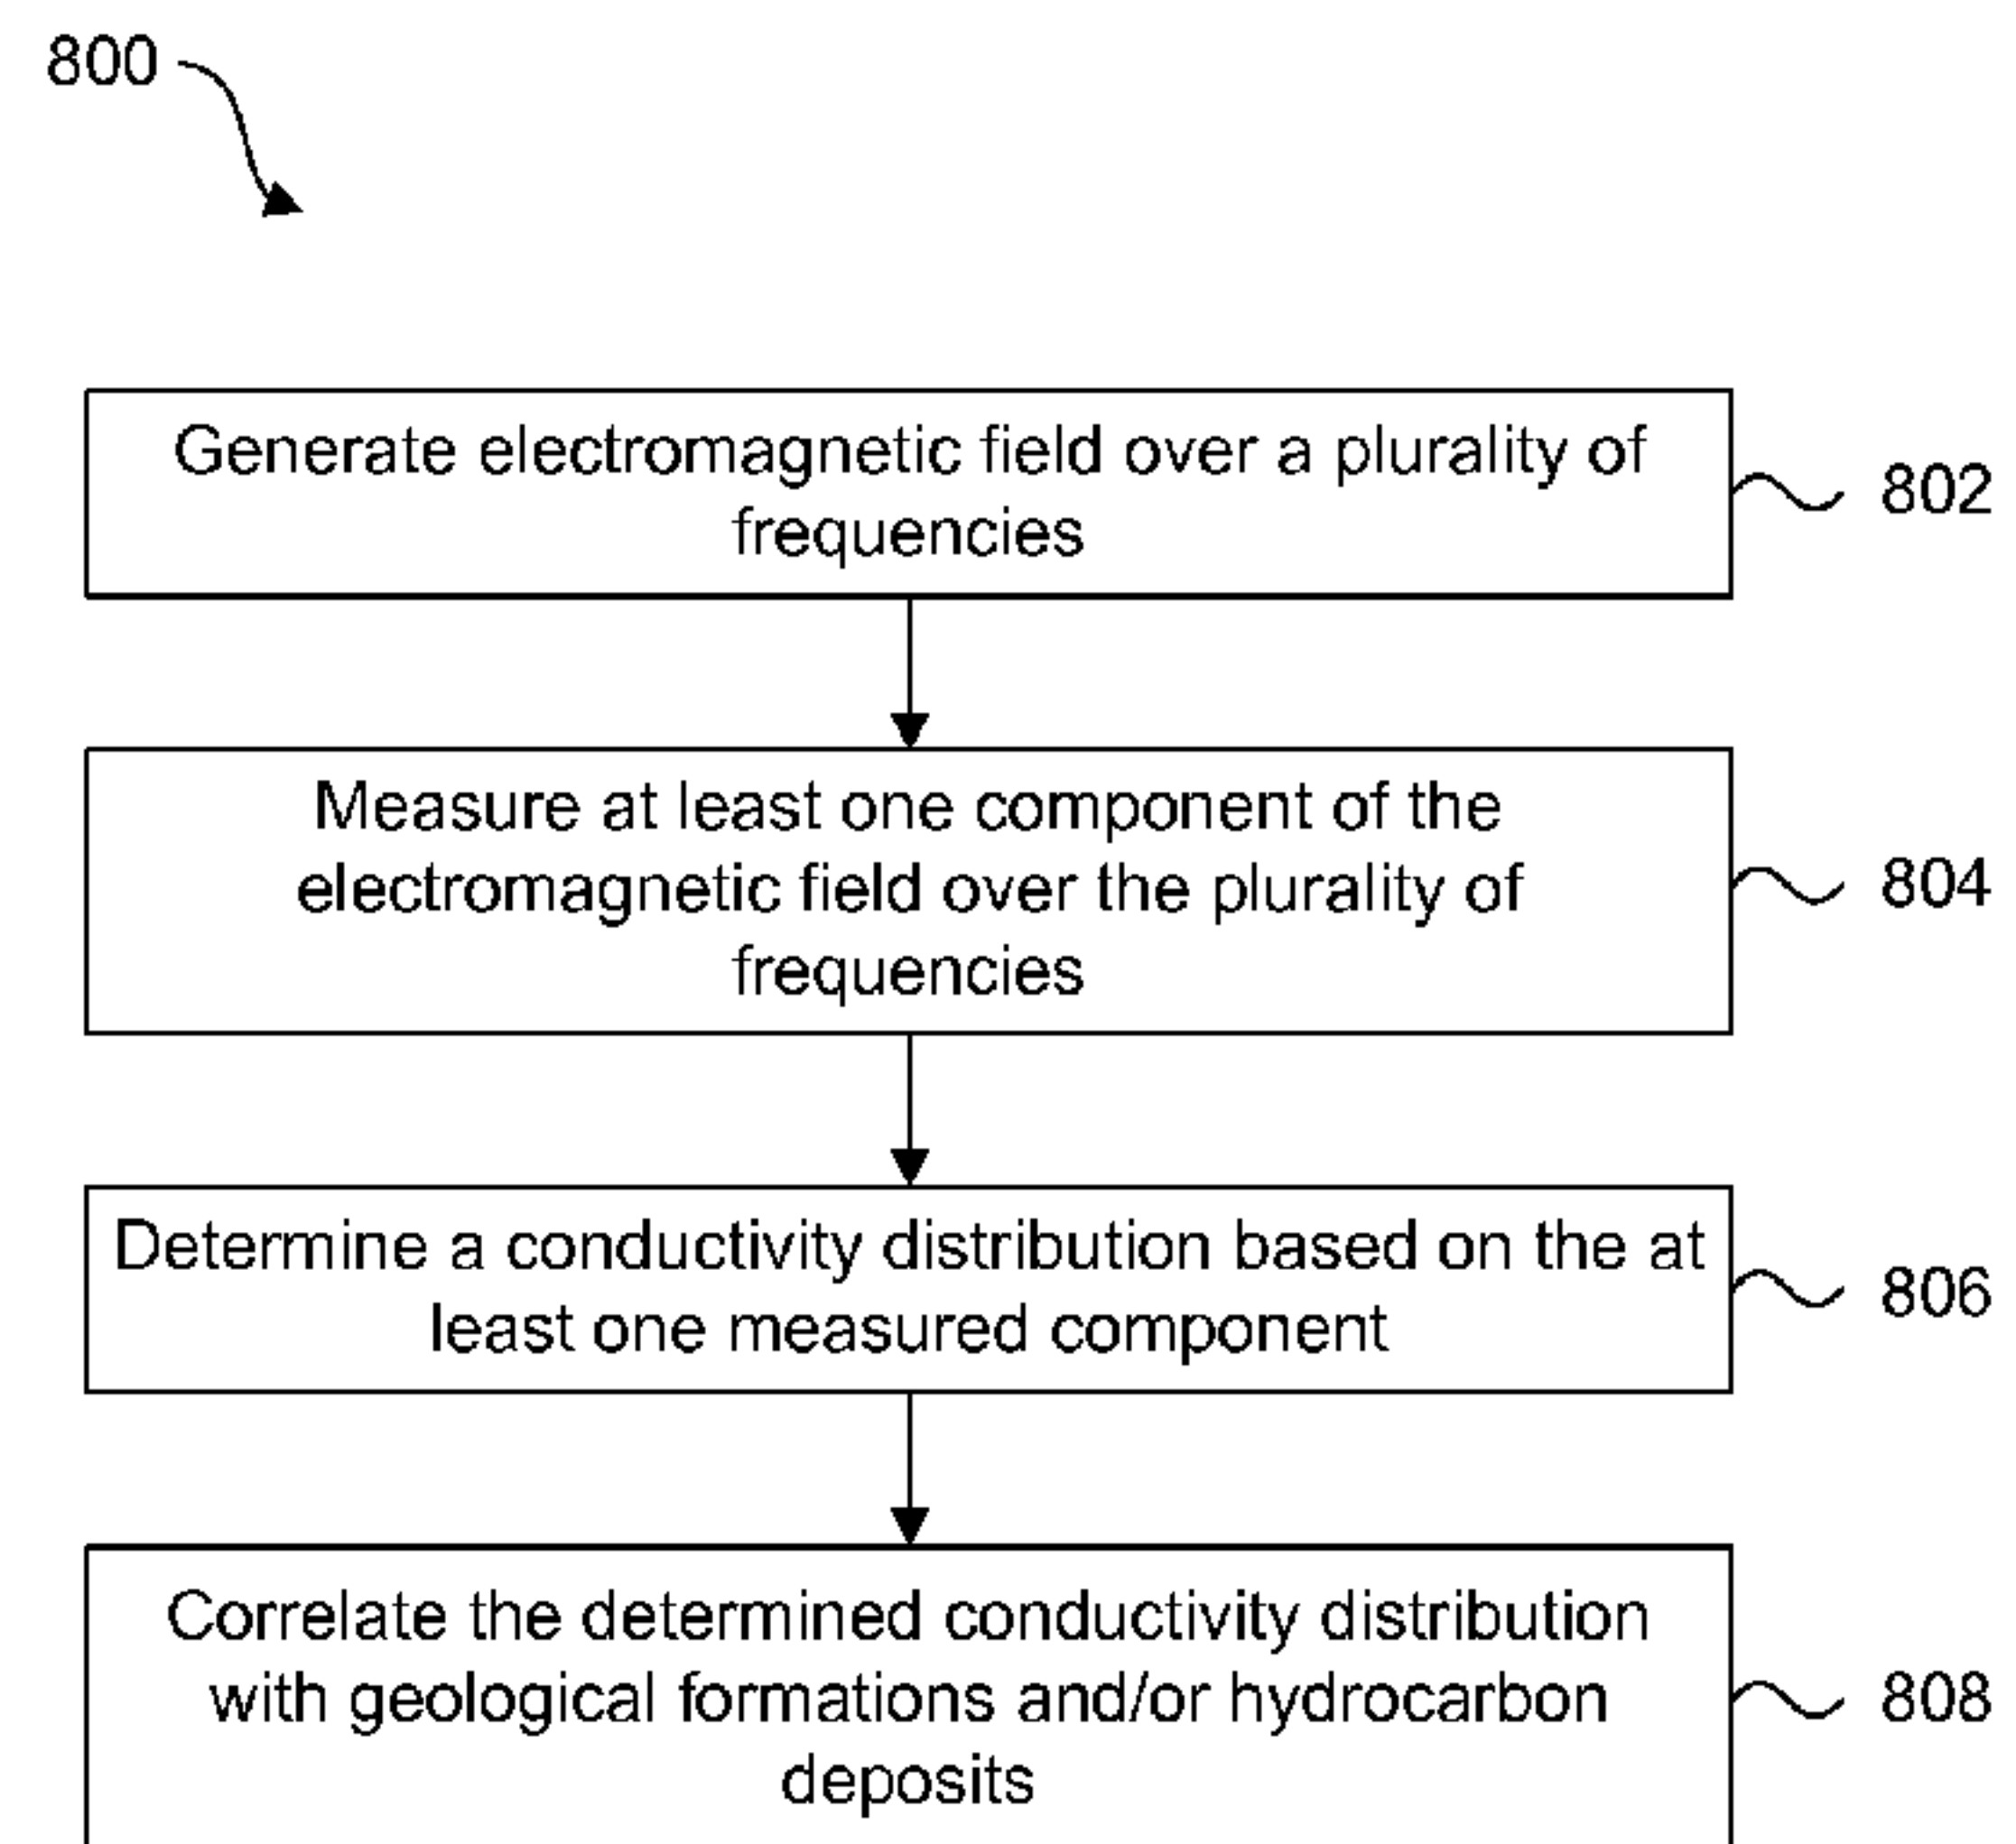 800
Generate electromagnetic field over a plurality of
frequencies
802
Measure at least one component of the
electromagnetic field over the plurality of
frequencies
804
Determine a conductivity distribution based on the at
least one measured component
806
Correlate the determined conductivity distribution
with geological formations and/or hydrocarbon
deposits
808